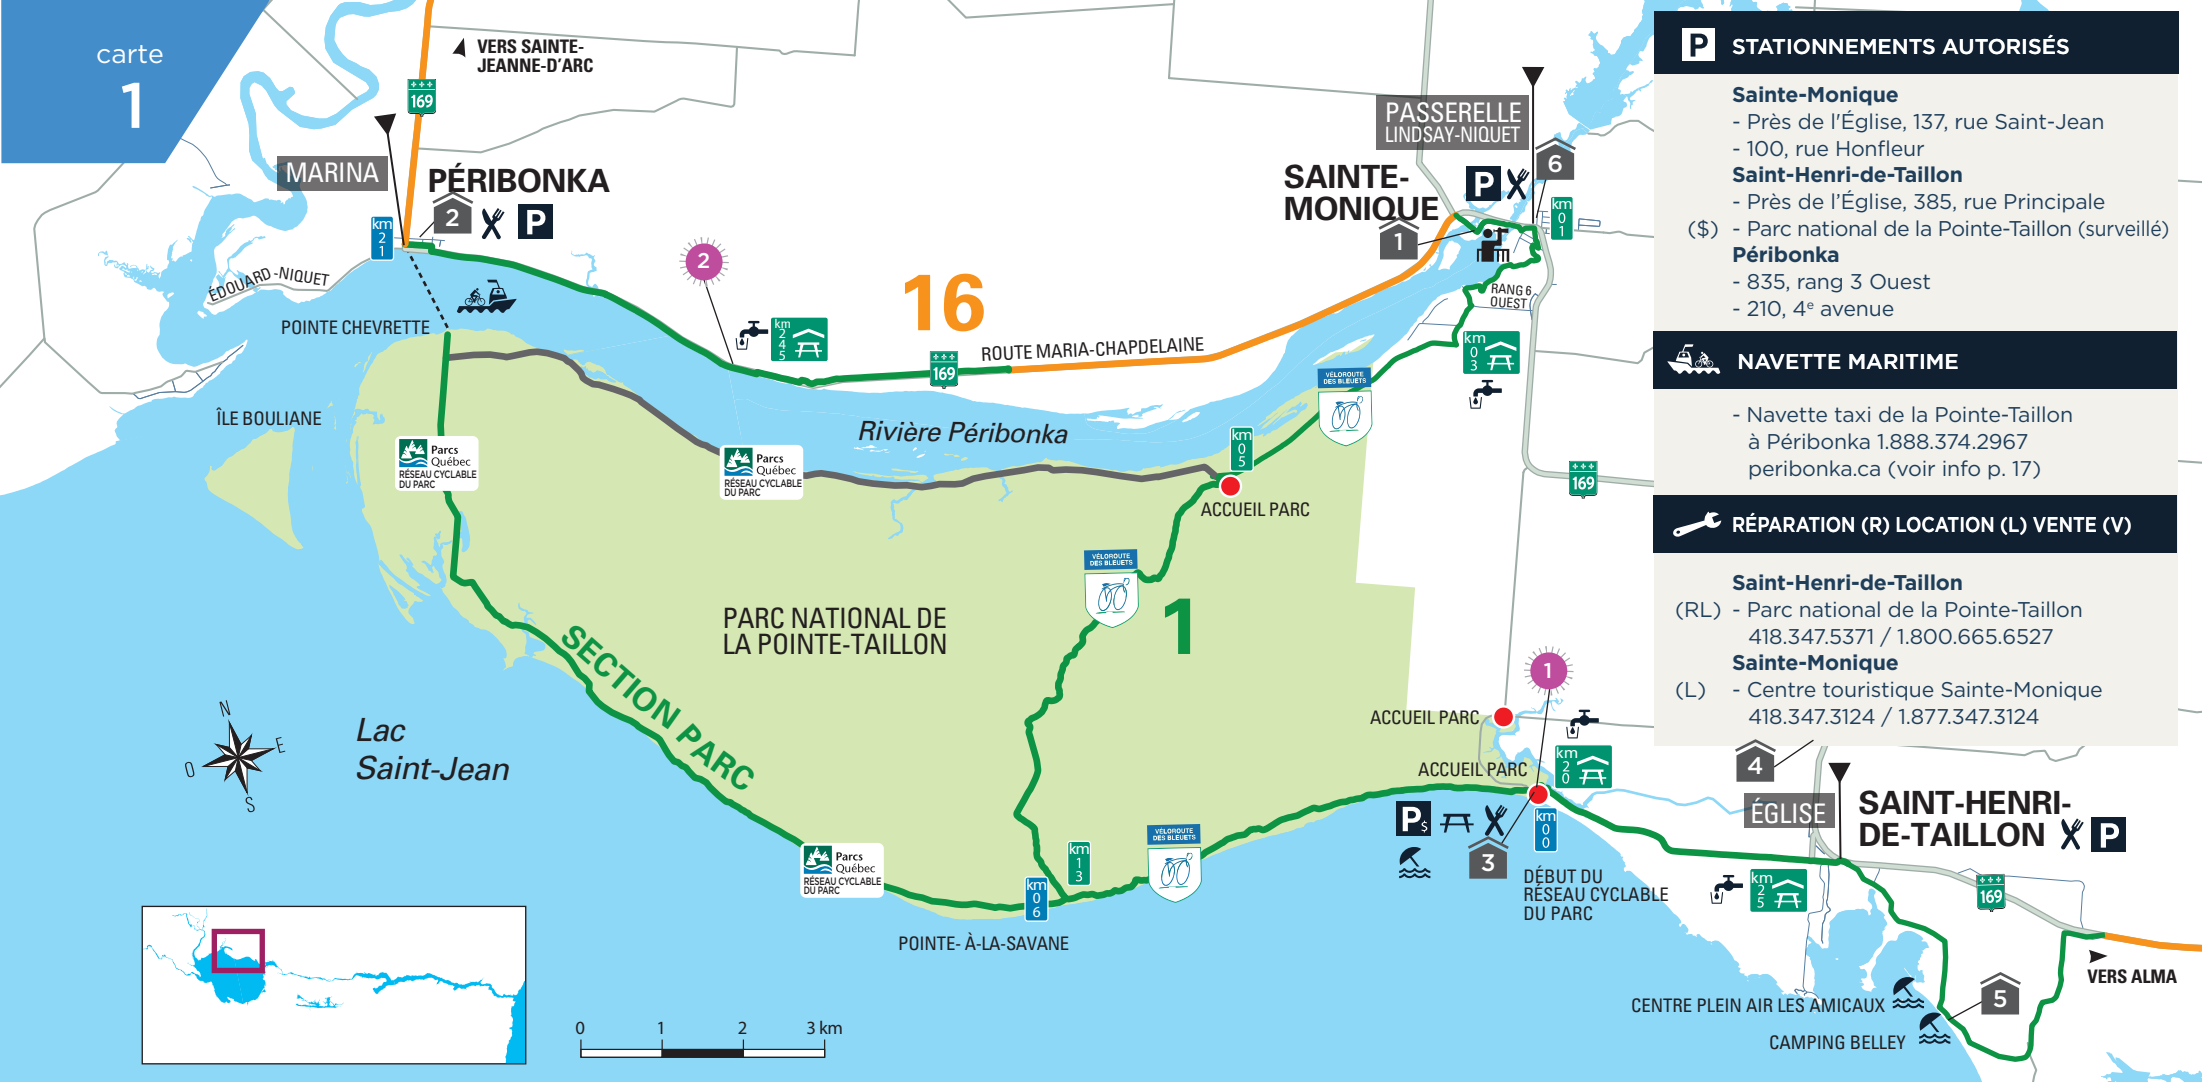 carte
1
VERS SAINTE-
JEANNE-D'ARC
169
MARINA
PÉRIBONKA
2
P
km
2
1
ÉDOUARD-NIQUET
POINTE CHEVRETTE
ÎLE BOULIANE
2
km
2
4
5
16
169
ROUTE MARIA-CHAPDELAINE
Rivière Péribonka
PASSERELLE
LINDSAY-NIQUET
SAINTE-
MONIQUE
P
6
1
km
0
1
RANG 6
OUEST
km
0
3
VÉLOROUTE
DES BLEUETS
km
0
5
ACCUEIL PARC
169
Parcs
Québec
RÉSEAU CYCLABLE
DU PARC
Parcs
Québec
RÉSEAU CYCLABLE
DU PARC
VÉLOROUTE
DES BLEUETS
1
PARC NATIONAL DE
LA POINTE-TAILLON
SECTION PARC
Lac
Saint-Jean
N
E
S
O
Parcs
Québec
RÉSEAU CYCLABLE
DU PARC
km
0
6
km
1
3
VÉLOROUTE
DES BLEUETS
POINTE- À-LA-SAVANE
1
ACCUEIL PARC
ACCUEIL PARC
km
2
0
P$
3
km
0
0
DÉBUT DU
RÉSEAU CYCLABLE
DU PARC
4
ÉGLISE
SAINT-HENRI-
DE-TAILLON
P
km
2
5
169
VERS ALMA
CENTRE PLEIN AIR LES AMICAUX
5
CAMPING BELLEY
0 1 2 3 km
P STATIONNEMENTS AUTORISÉS
Sainte-Monique
- Près de l'Église, 137, rue Saint-Jean
- 100, rue Honfleur
Saint-Henri-de-Taillon
- Près de l'Église, 385, rue Principale
($) - Parc national de la Pointe-Taillon (surveillé)
Péribonka
- 835, rang 3 Ouest
- 210, 4e avenue
NAVETTE MARITIME
- Navette taxi de la Pointe-Taillon
à Péribonka 1.888.374.2967
peribonka.ca (voir info p. 17)
RÉPARATION (R) LOCATION (L) VENTE (V)
Saint-Henri-de-Taillon
(RL) - Parc national de la Pointe-Taillon
418.347.5371 / 1.800.665.6527
Sainte-Monique
(L) - Centre touristique Sainte-Monique
418.347.3124 / 1.877.347.3124